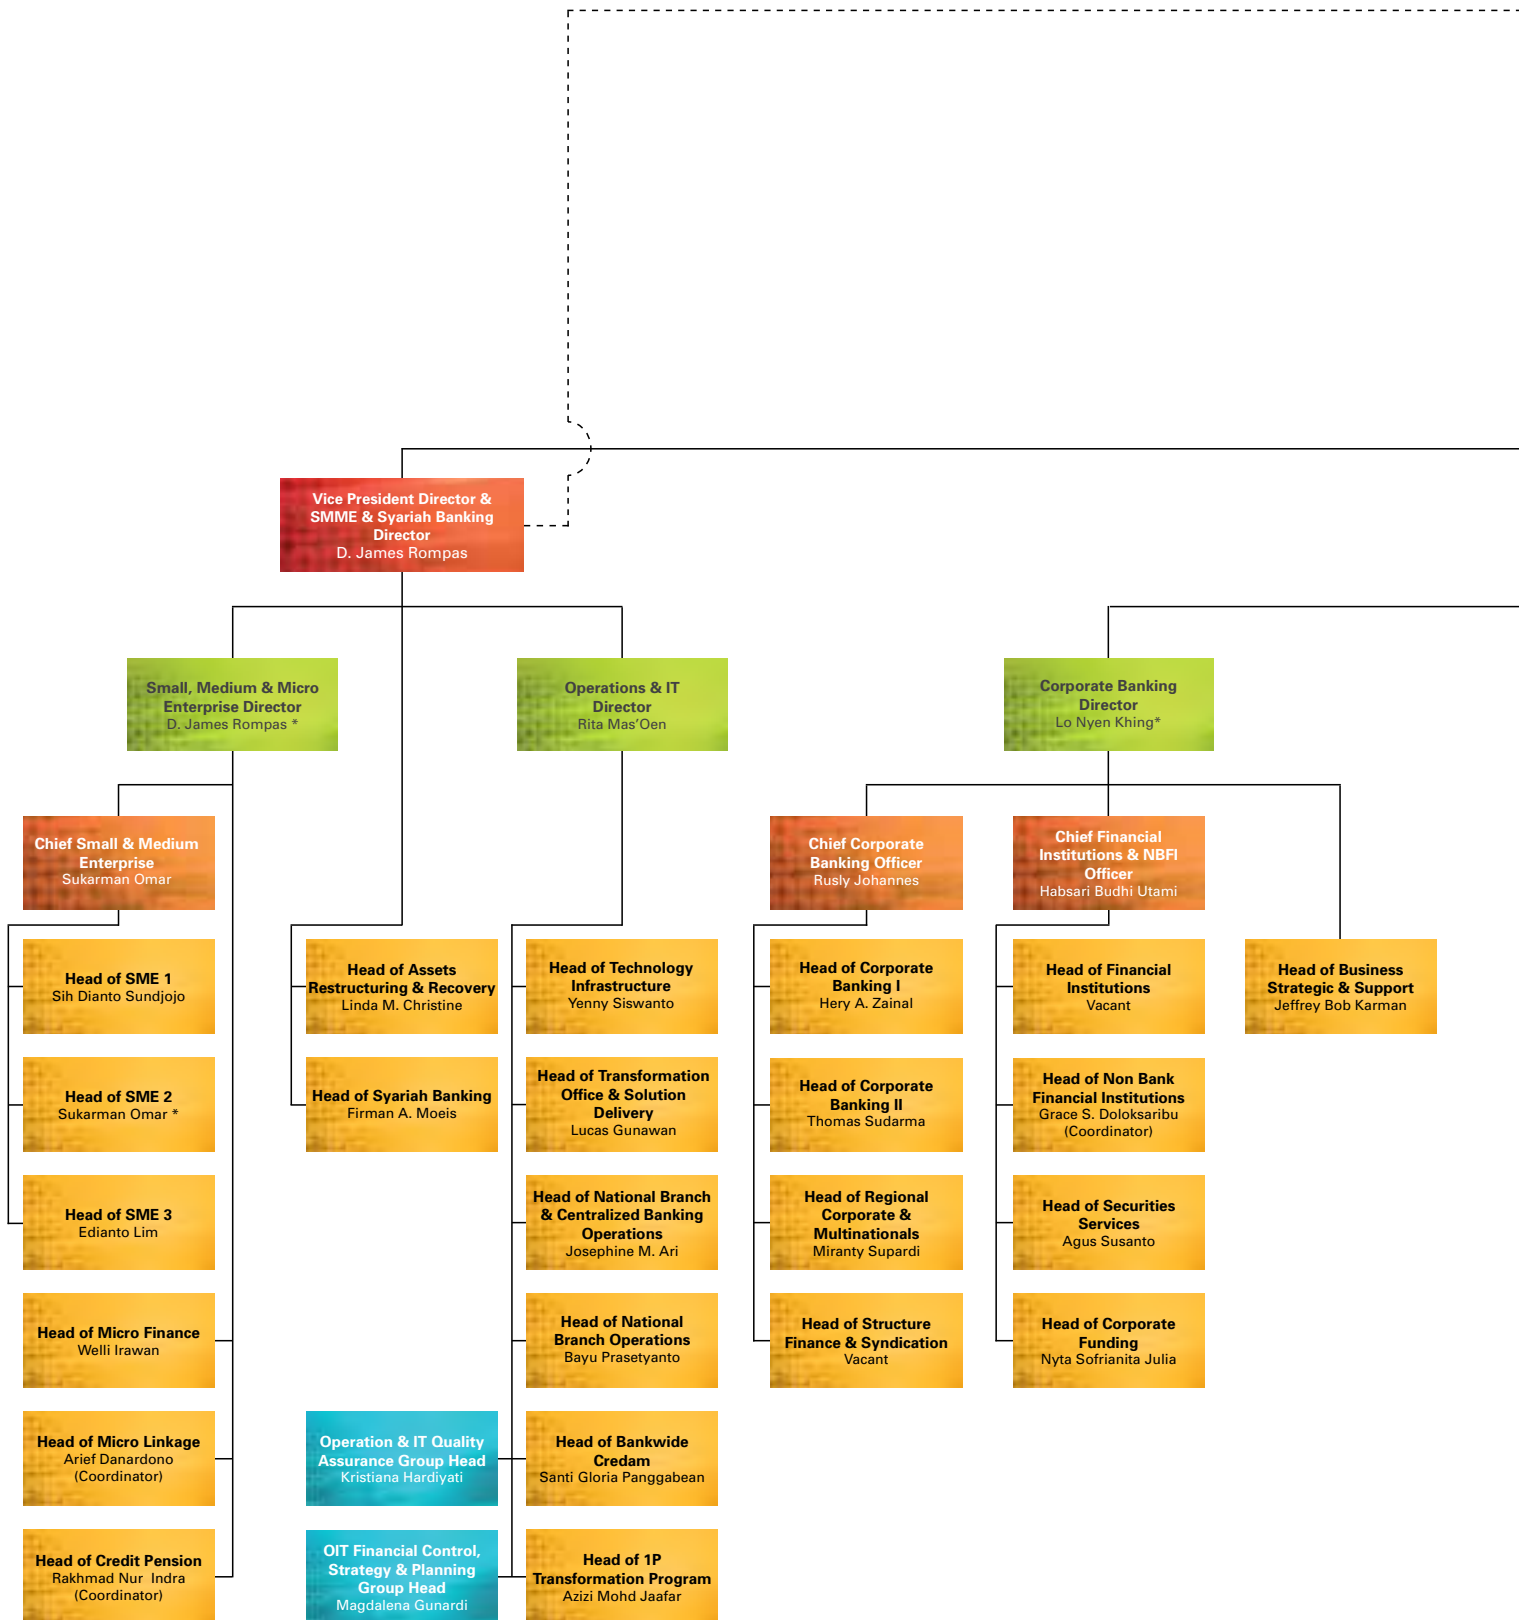 Vice President Director &
SMME & Syariah Banking
Director
D. James Rompas
Small, Medium & Micro
Enterprise Director
D. James Rompas *
Operations & IT
Director
Rita Mas’Oen
Corporate Banking
Director
Lo Nyen Khing*
Chief Small & Medium
Enterprise
Sukarman Omar
Chief Corporate
Banking Officer
Rusly Johannes
Chief Financial
Institutions & NBFI
Officer
Habsari Budhi Utami
Head of SME 1
Sih Dianto Sundjojo
Head of Assets
Restructuring & Recovery
Linda M. Christine
Head of Technology
Infrastructure
Yenny Siswanto
Head of Corporate
Banking I
Hery A. Zainal
Head of Financial
Institutions
Vacant
Head of Business
Strategic & Support
Jeffrey Bob Karman
Head of SME 2
Sukarman Omar *
Head of Syariah Banking
Firman A. Moeis
Head of Transformation
Office & Solution
Delivery
Lucas Gunawan
Head of Corporate
Banking II
Thomas Sudarma
Head of Non Bank
Financial Institutions
Grace S. Doloksaribu
(Coordinator)
Head of SME 3
Edianto Lim
Head of National Branch
& Centralized Banking
Operations
Josephine M. Ari
Head of Regional
Corporate &
Multinationals
Miranty Supardi
Head of Securities
Services
Agus Susanto
Head of Micro Finance
Welli Irawan
Head of National
Branch Operations
Bayu Prasetyanto
Head of Structure
Finance & Syndication
Vacant
Head of Corporate
Funding
Nyta Sofrianita Julia
Head of Micro Linkage
Arief Danardono
(Coordinator)
Operation & IT Quality
Assurance Group Head
Kristiana Hardiyati
Head of Bankwide
Credam
Santi Gloria Panggabean
Head of Credit Pension
Rakhmad Nur Indra
(Coordinator)
OIT Financial Control,
Strategy & Planning
Group Head
Magdalena Gunardi
Head of 1P
Transformation Program
Azizi Mohd Jaafar